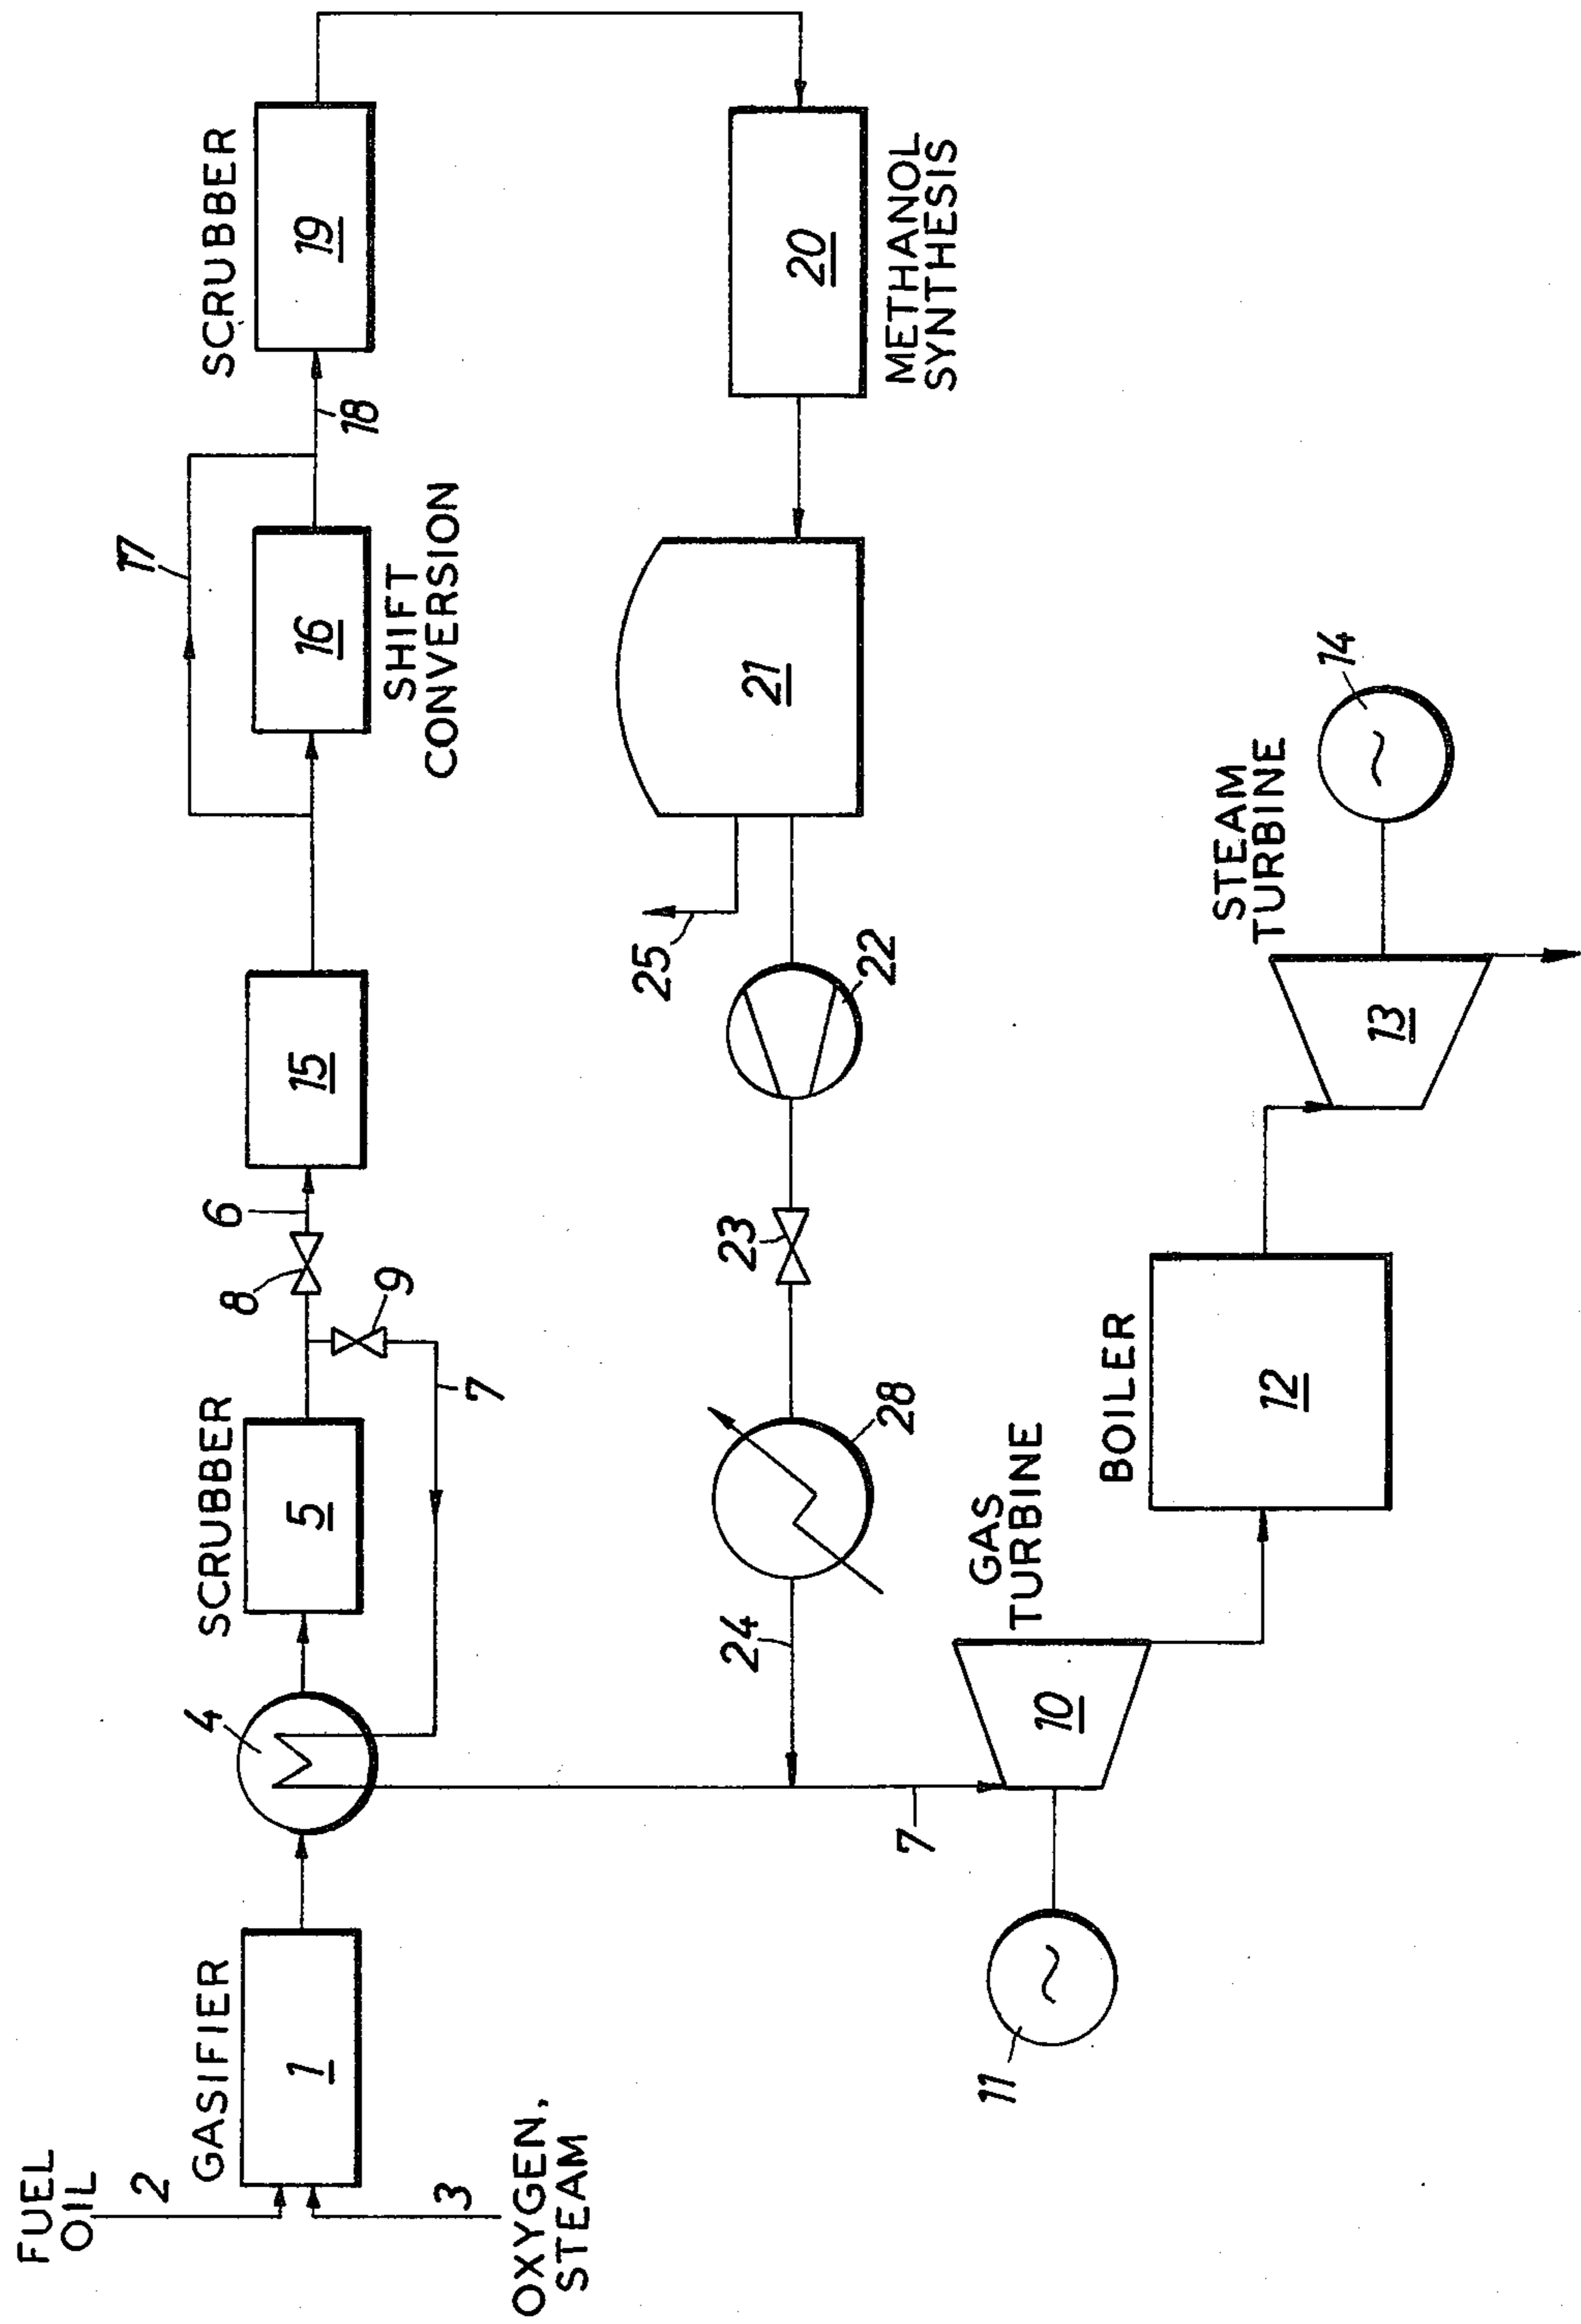 FUEL
OIL
2
GASIFIER
1
3
OXYGEN,
STEAM
4
SCRUBBER
5
8
6
9
7
15
17
16
SHIFT
CONVERSION
18
SCRUBBER
19
24
28
23
22
25
21
20
METHANOL
SYNTHESIS
7
11
10
GAS
TURBINE
BOILER
12
13
STEAM
TURBINE
14